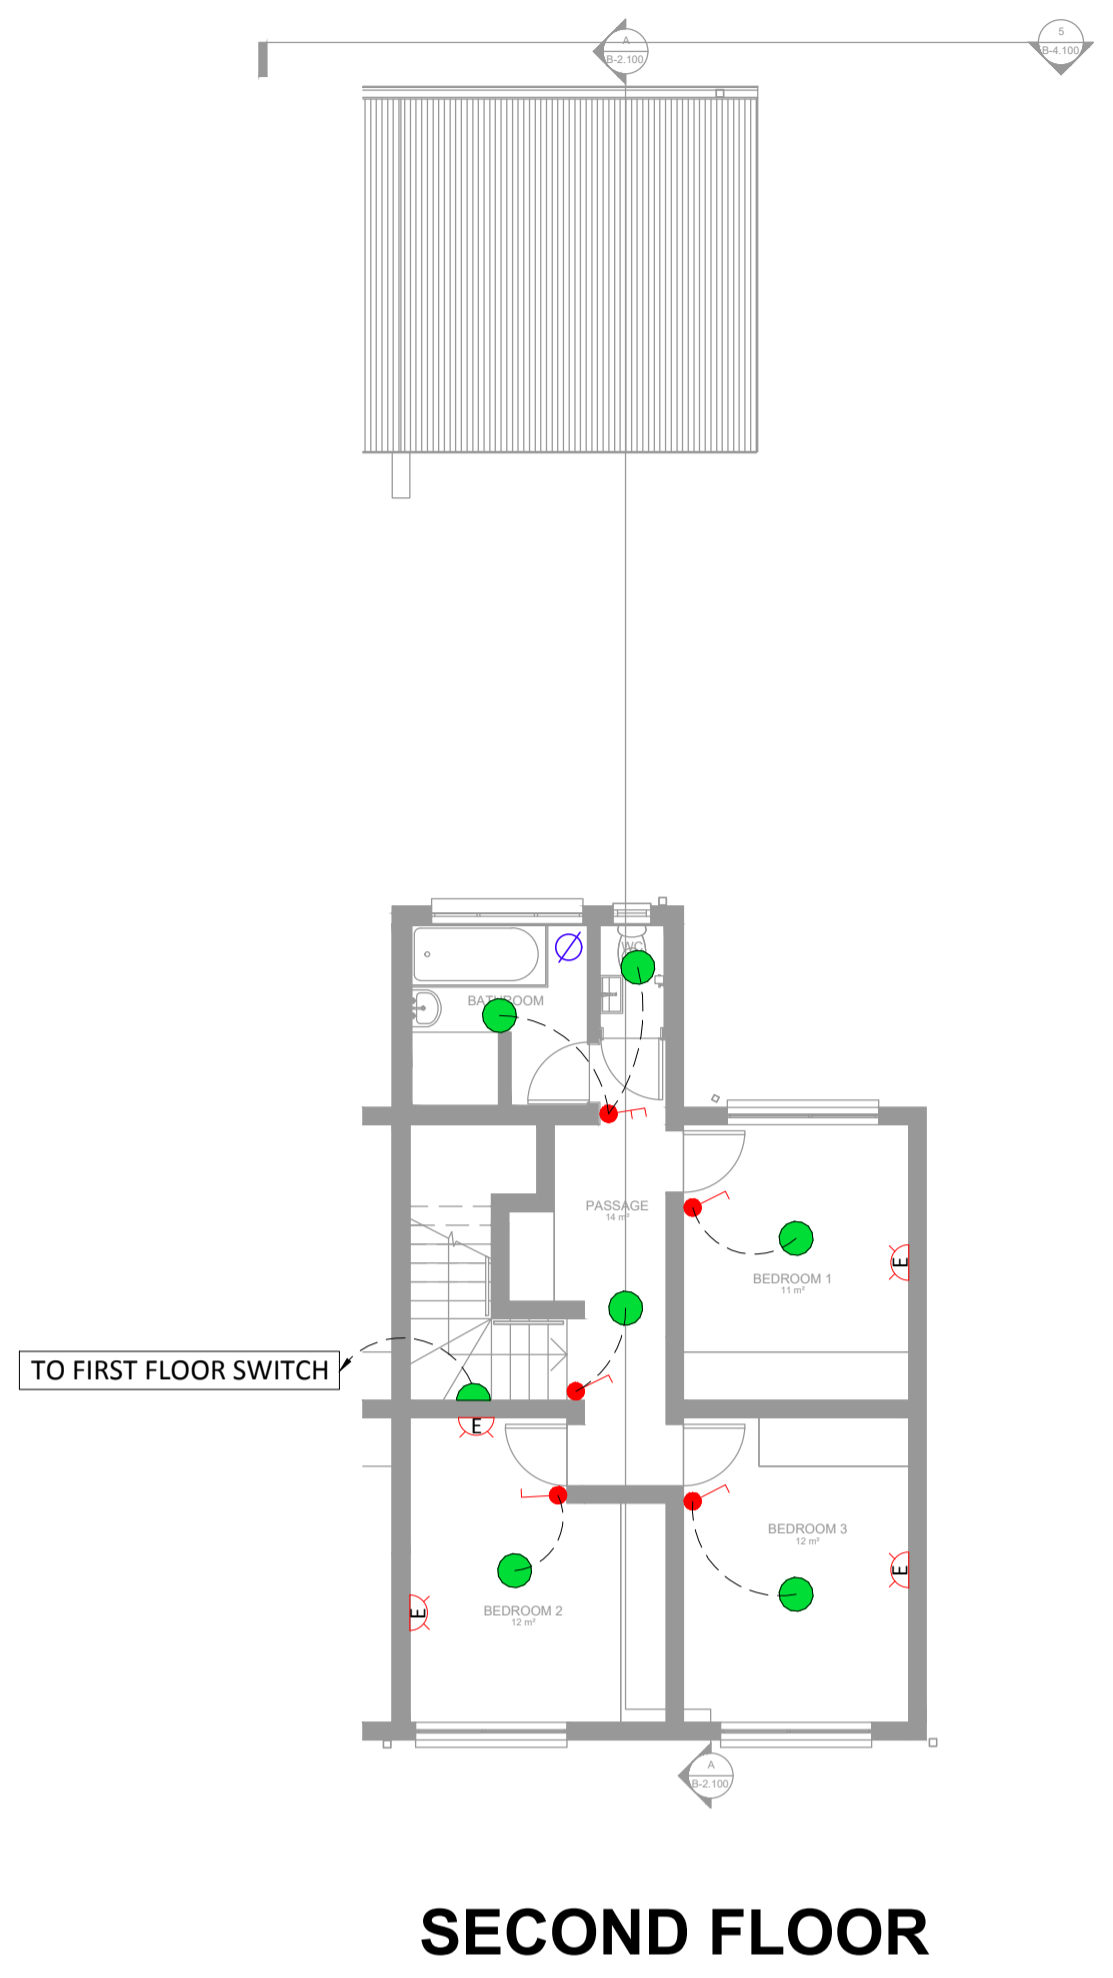 A
B-2.100
5
B-4.100
WC
BATHROOM
PASSAGE
14 m²
E
BEDROOM 1
11 m²
TO FIRST FLOOR SWITCH
E
BEDROOM 3
12 m²
E
E
BEDROOM 2
12 m²
A
B-2.100
SECOND FLOOR